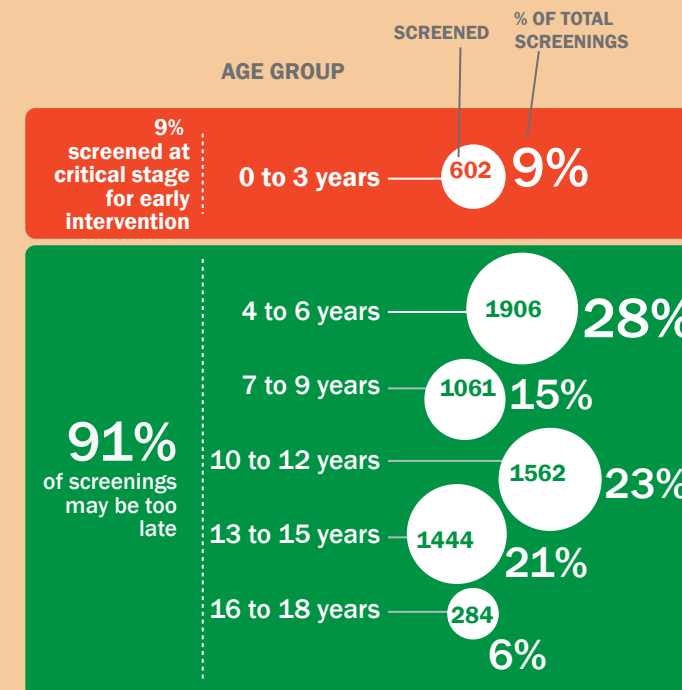 SCREENED
% OF TOTAL
SCREENINGS
AGE GROUP
9%
screened at
critical stage
for early
intervention
0 to 3 years
602
9%
4 to 6 years
1906
28%
7 to 9 years
1061
15%
91%
of screenings
may be too
late
10 to 12 years
1562
23%
13 to 15 years
1444
21%
16 to 18 years
284
6%